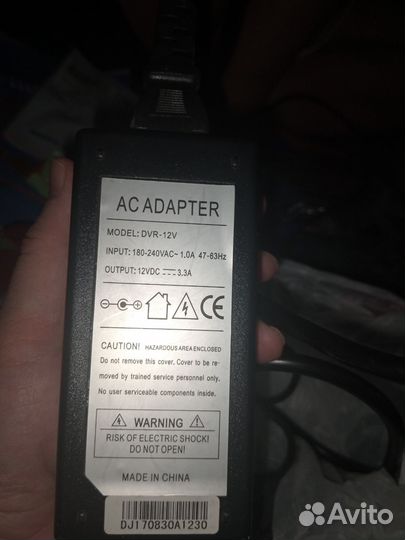 AC ADAPTER
MODEL: DVR-12V
INPUT: 180-240VAC~ 1.0A 47-63Hz
OUTPUT: 12VDC ⎓ 3.3A
CE
CAUTION! HAZARDOUS AREA ENCLOSED
Do not remove this cover. Cover to be re-
moved by trained service personnel only.
No user serviceable components inside.
WARNING
RISK OF ELECTRIC SHOCK!
DO NOT OPEN!
MADE IN CHINA
DJ170830A1230
Avito